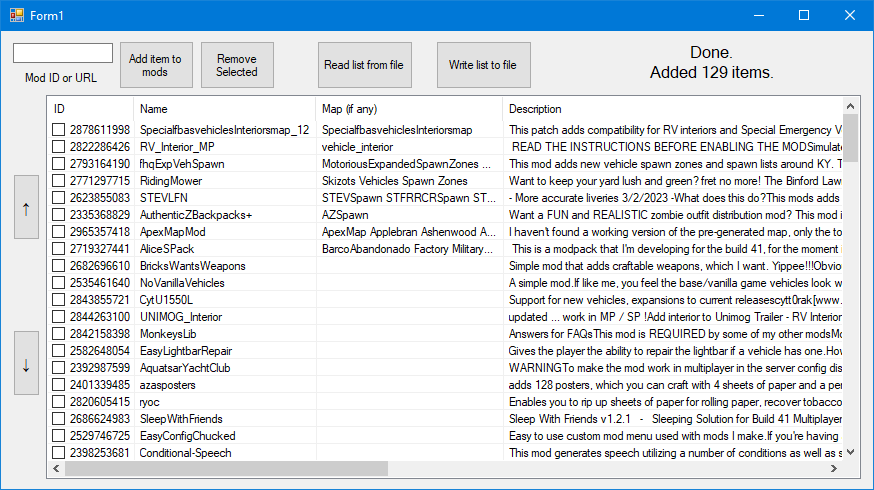 Form1
Mod ID or URL
Add item to mods
Remove Selected
Read list from file
Write list to file
Done.
Added 129 items.
↑
↓
ID Name Map (if any) Description
2878611998 SpecialfbasvehiclesInteriorsmap_12 SpecialfbasvehiclesInteriorsmap This patch adds compatibility for RV interiors and Special Emergency V
2822286426 RV_Interior_MP vehicle_interior READ THE INSTRUCTIONS BEFORE ENABLING THE MODSimulate
2793164190 fhqExpVehSpawn MotoriousExpandedSpawnZones ... This mod adds new vehicle spawn zones and spawn lists around KY. T
2771297715 RidingMower Skizots Vehicles Spawn Zones Want to keep your yard lush and green? fret no more! The Binford Law
2623855083 STEVLFN STEVSpawn STFRRCRSpawn ST... - More accurate liveries 3/2/2023 -What does this do?This mods adds
2335368829 AuthenticZBackpacks+ AZSpawn Want a FUN and REALISTIC zombie outfit distribution mod? This mod i
2965357418 ApexMapMod ApexMap Applebran Ashenwood A... I haven't found a working version of the pre-generated map, only the to
2719327441 AliceSPack BarcoAbandonado Factory Military... This is a modpack that I'm developing for the build 41, for the moment
2682696610 BricksWantsWeapons Simple mod that adds craftable weapons, which I want. Yippee!!!Obvio
2535461640 NoVanillaVehicles A simple mod.If like me, you feel the base/vanilla game vehicles look w
2843855721 CytU1550L Support for new vehicles, expansions to current releasescytt0rak[www.
2844263100 UNIMOG_Interior updated ... work in MP / SP !Add interior to Unimog Trailer - RV Interior
2842158398 MonkeysLib Answers for FAQsThis mod is REQUIRED by some of my other modsMo
2582648054 EasyLightbarRepair Gives the player the ability to repair the lightbar if a vehicle has one.How
2392987599 AquatsarYachtClub WARNINGTo make the mod work in multiplayer in the server config dis
2401339485 azasposters adds 128 posters, which you can craft with 4 sheets of paper and a per
2820605415 ryoc Enables you to rip up sheets of paper for rolling paper, recover tobacco
2686624983 SleepWithFriends Sleep With Friends v1.2.1 - Sleeping Solution for Build 41 Multiplayer
2529746725 EasyConfigChucked Easy to use custom mod menu used with mods I make.If you're having
2398253681 Conditional-Speech This mod generates speech utilizing a number of conditions as well as s